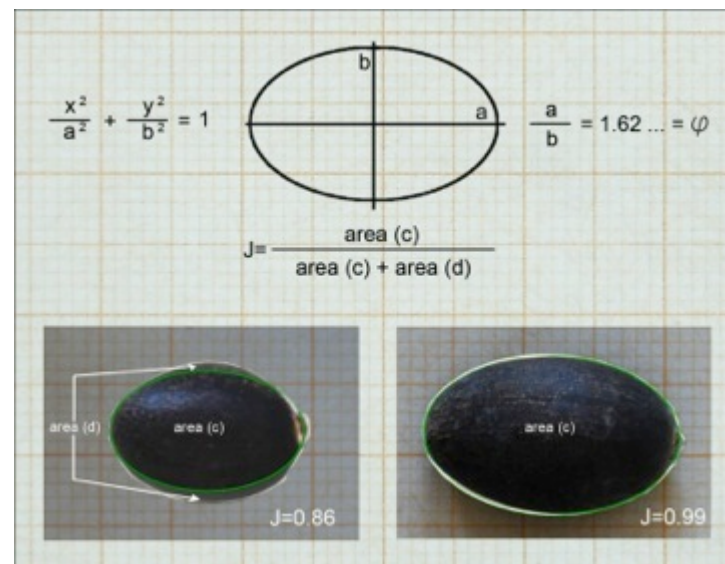 b
a
x² / a² + y² / b² = 1
a / b = 1.62 ... = φ
J= area (c) / area (c) + area (d)
area (d)
area (c)
J=0.86
area (c)
J=0.99